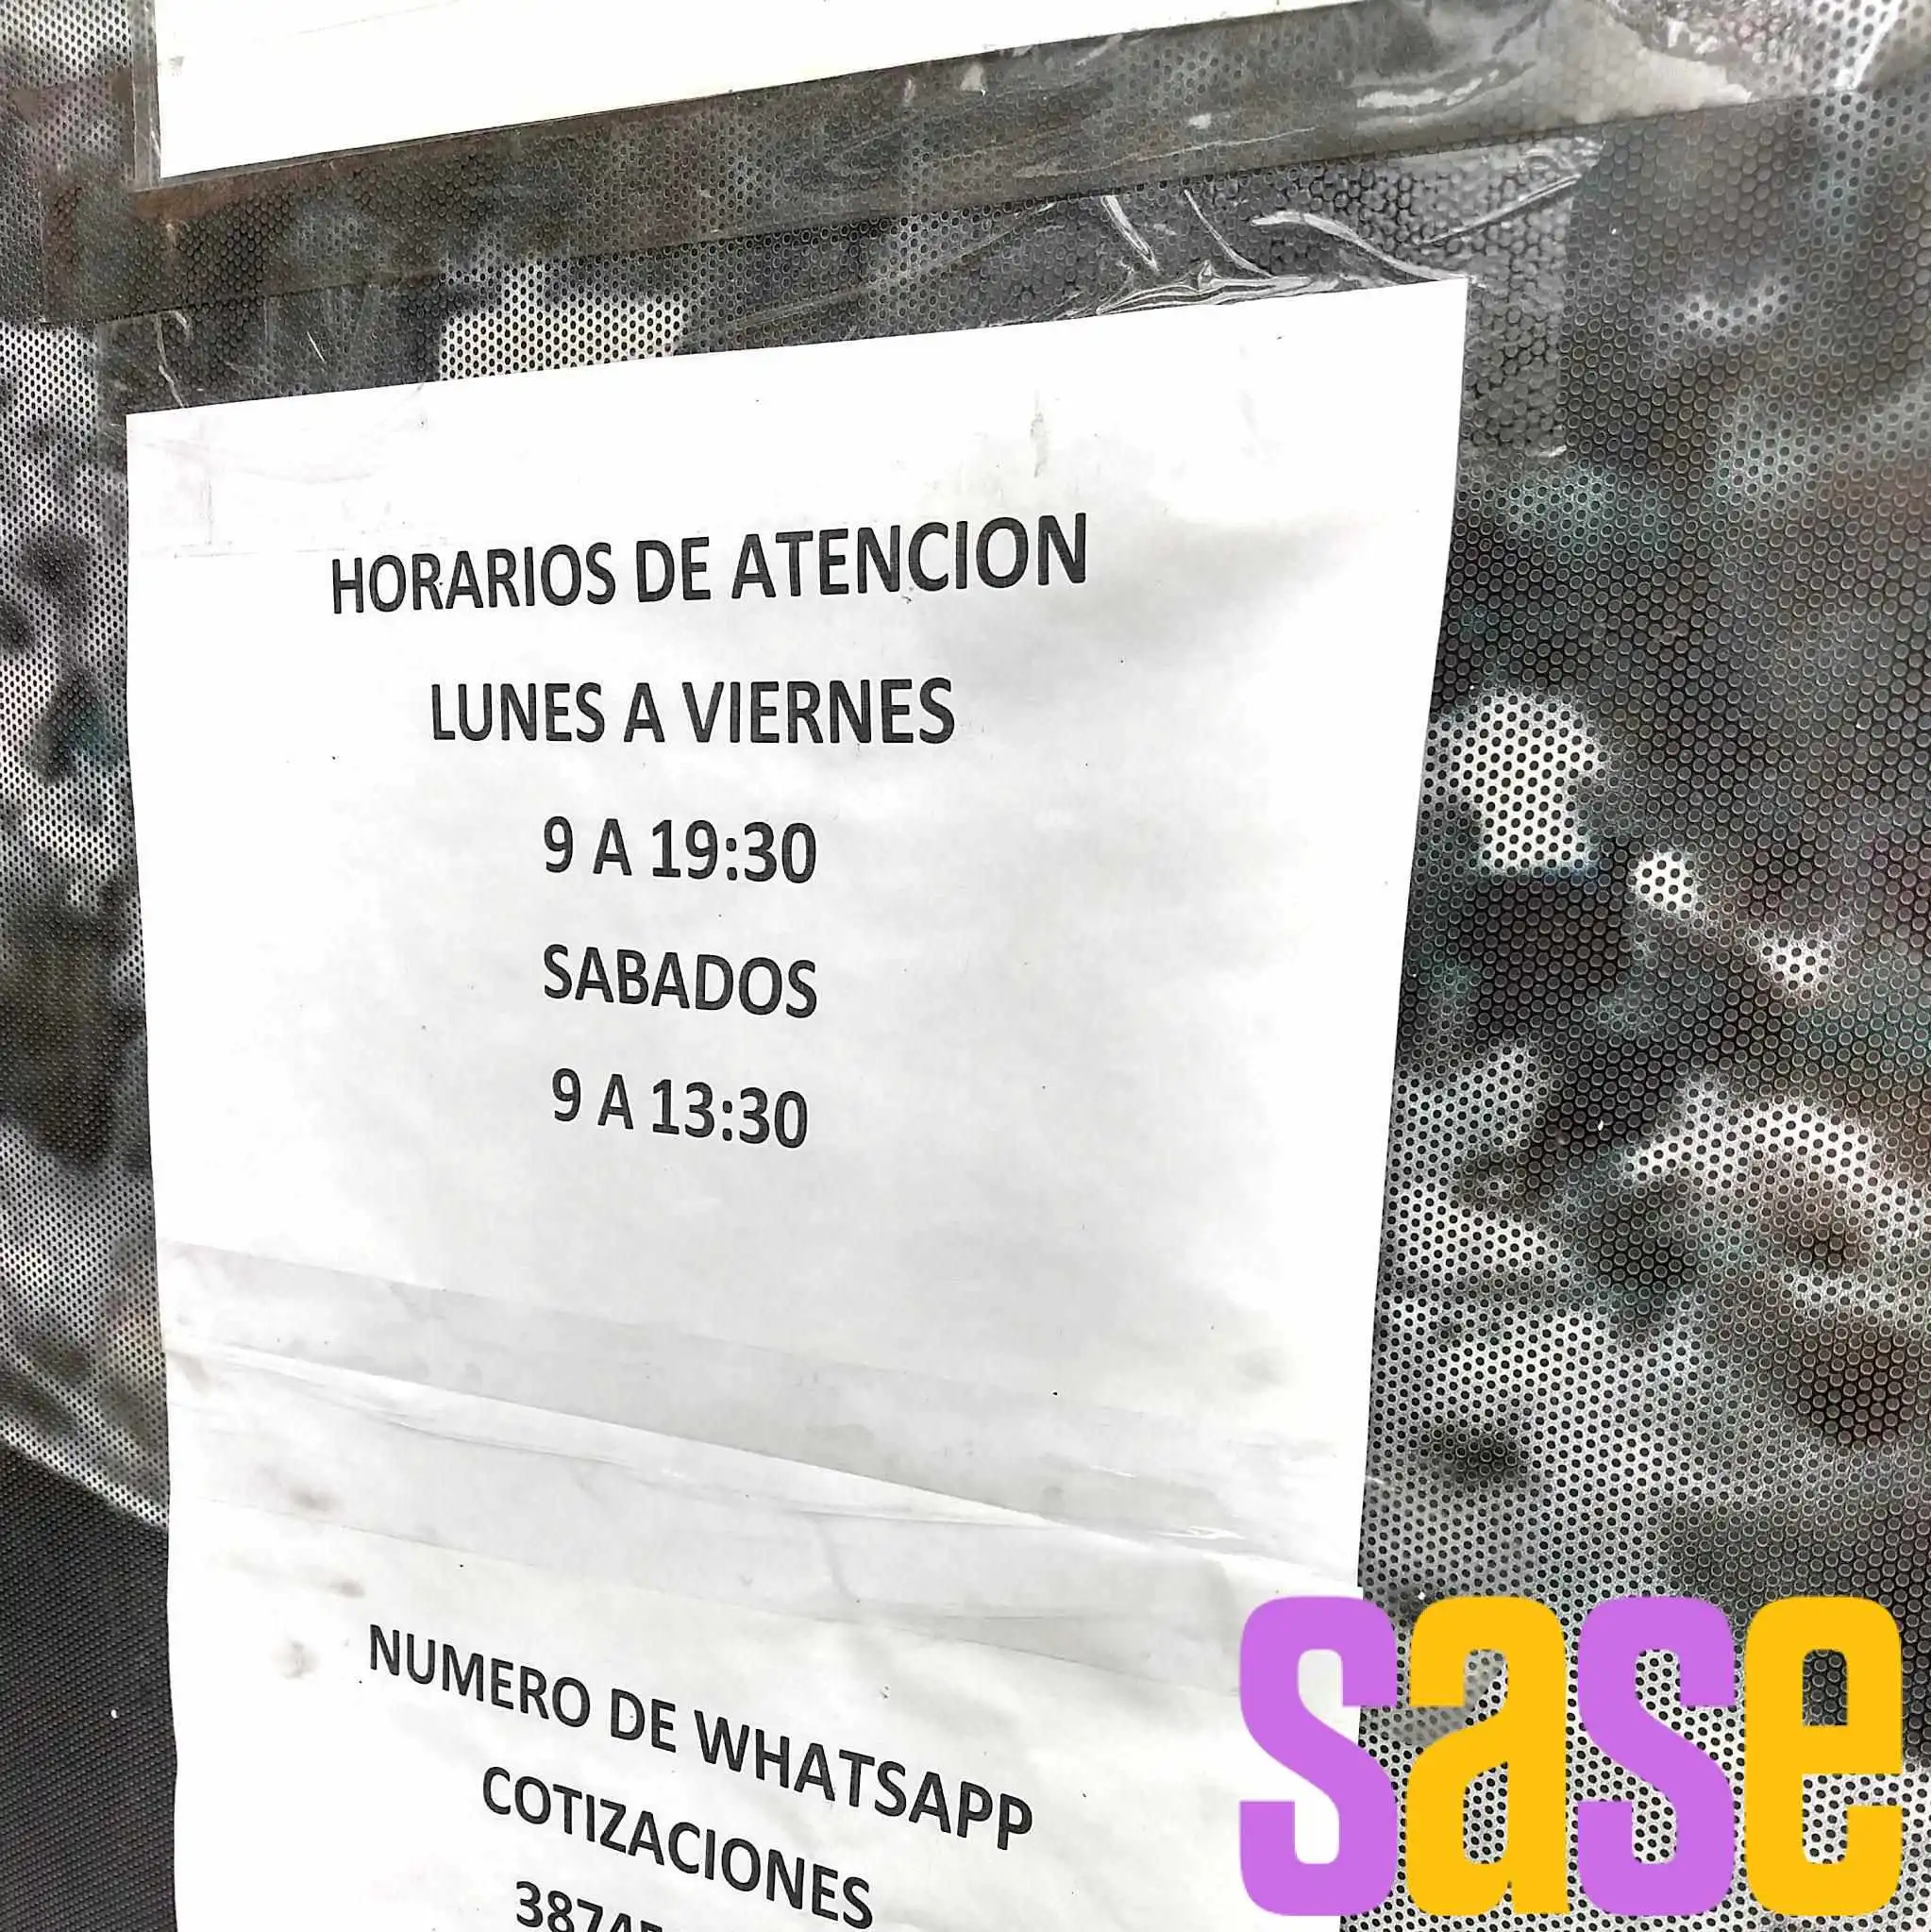 HORARIOS DE ATENCION
LUNES A VIERNES
9 A 19:30
SABADOS
9 A 13:30
NUMERO DE WHATSAPP
COTIZACIONES
sase